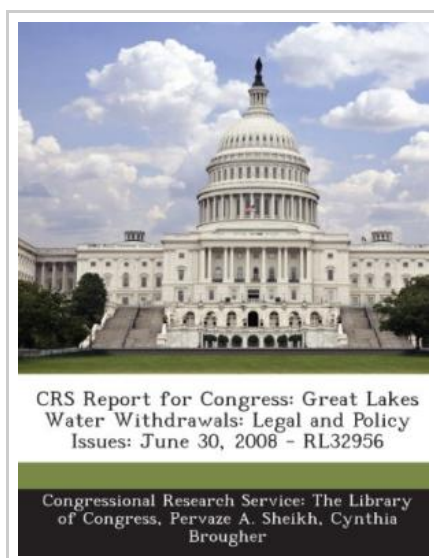 CRS Report for Congress: Great Lakes
Water Withdrawals: Legal and Policy
Issues: June 30, 2008 - RL32956
Congressional Research Service: The Library
of Congress, Pervaze A. Sheikh, Cynthia
Brougher